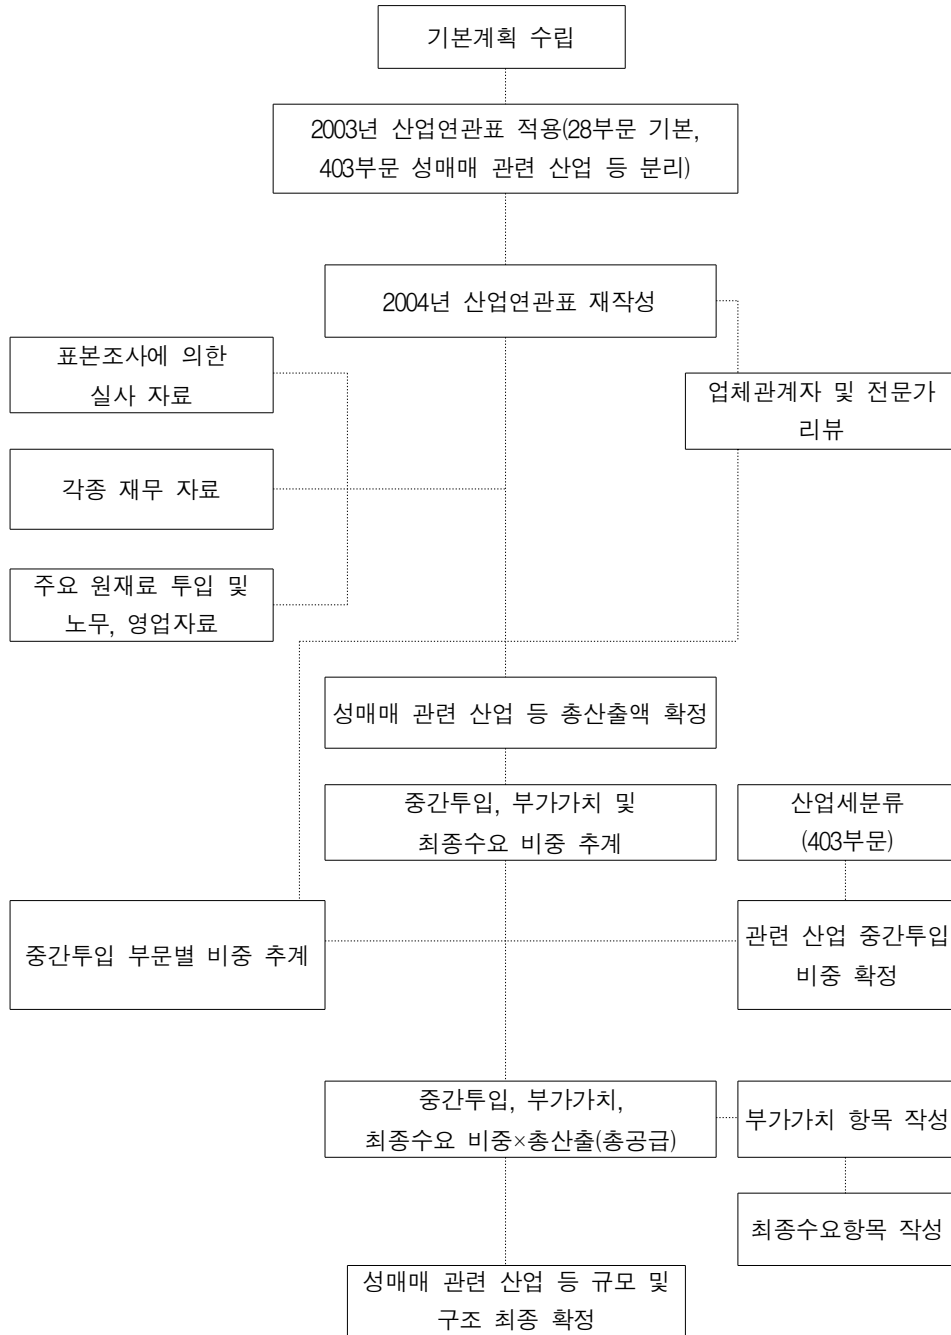 기본계획 수립
2003년 산업연관표 적용(28부문 기본,
403부문 성매매 관련 산업 등 분리)
2004년 산업연관표 재작성
표본조사에 의한
실사 자료
업체관계자 및 전문가
리뷰
각종 재무 자료
주요 원재료 투입 및
노무, 영업자료
성매매 관련 산업 등 총산출액 확정
중간투입, 부가가치 및
최종수요 비중 추계
산업세분류
(403부문)
중간투입 부문별 비중 추계
관련 산업 중간투입
비중 확정
중간투입, 부가가치,
최종수요 비중×총산출(총공급)
부가가치 항목 작성
최종수요항목 작성
성매매 관련 산업 등 규모 및
구조 최종 확정